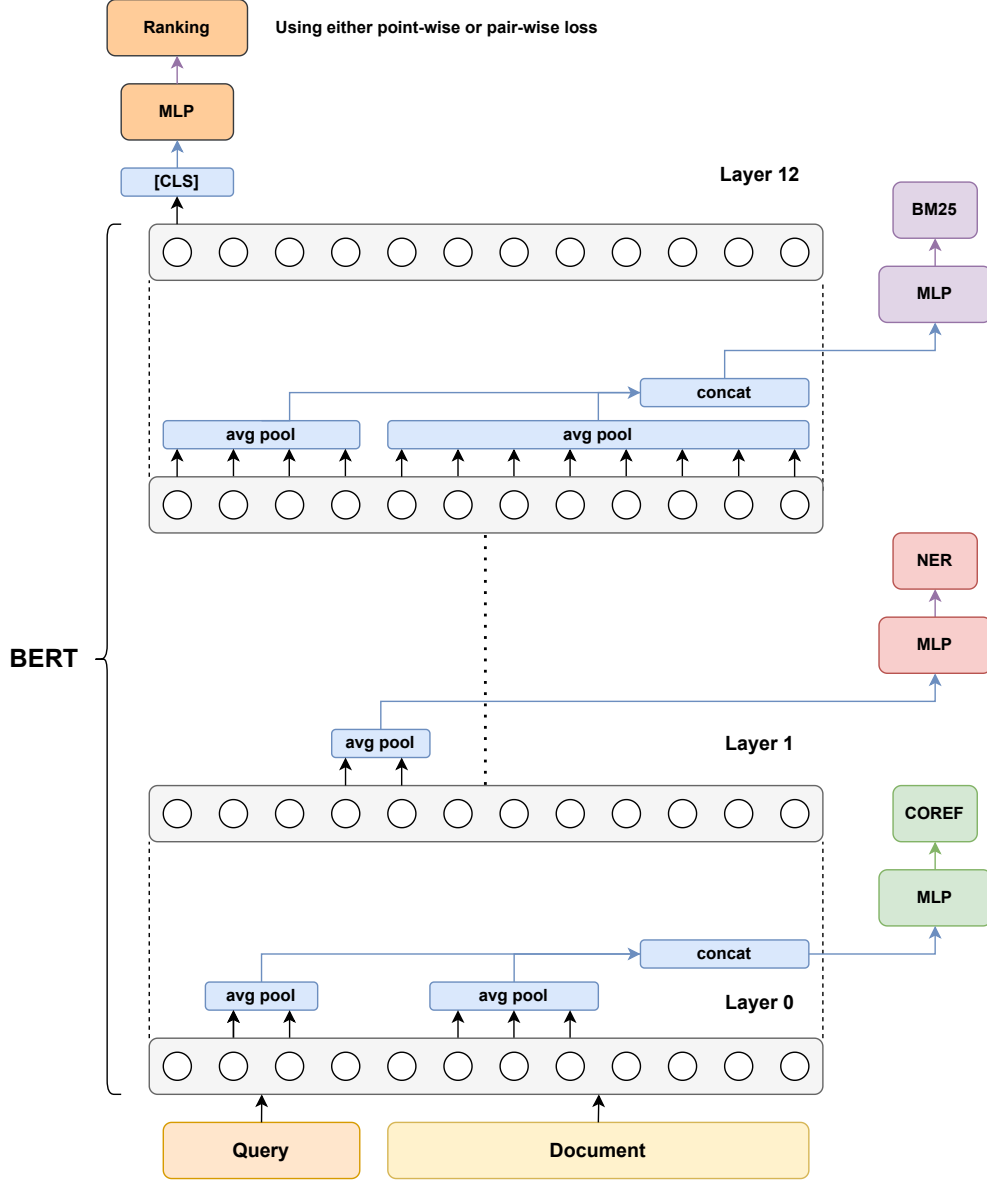 Ranking
Using either point-wise or pair-wise loss
MLP
[CLS]
Layer 12
BM25
MLP
concat
avg pool
avg pool
NER
MLP
BERT
avg pool
Layer 1
COREF
MLP
concat
avg pool
avg pool
Layer 0
Query
Document